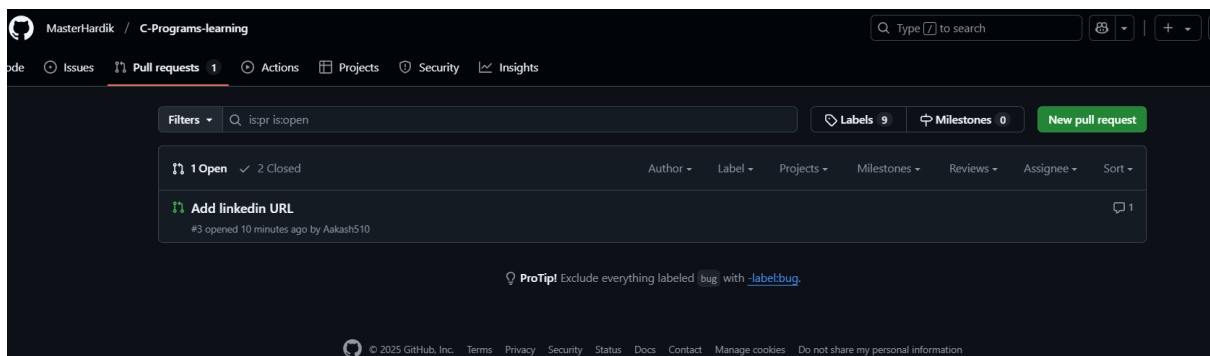 MasterHardik / C-Programs-learning
Type / to search
ode Issues Pull requests 1 Actions Projects Security Insights
Filters is:pr is:open Labels 9 Milestones 0 New pull request
1 Open 2 Closed Author Label Projects Milestones Reviews Assignee Sort
Add linkedin URL 1
#3 opened 10 minutes ago by Aakash510
ProTip! Exclude everything labeled bug with -label:bug.
© 2025 GitHub, Inc. Terms Privacy Security Status Docs Contact Manage cookies Do not share my personal information